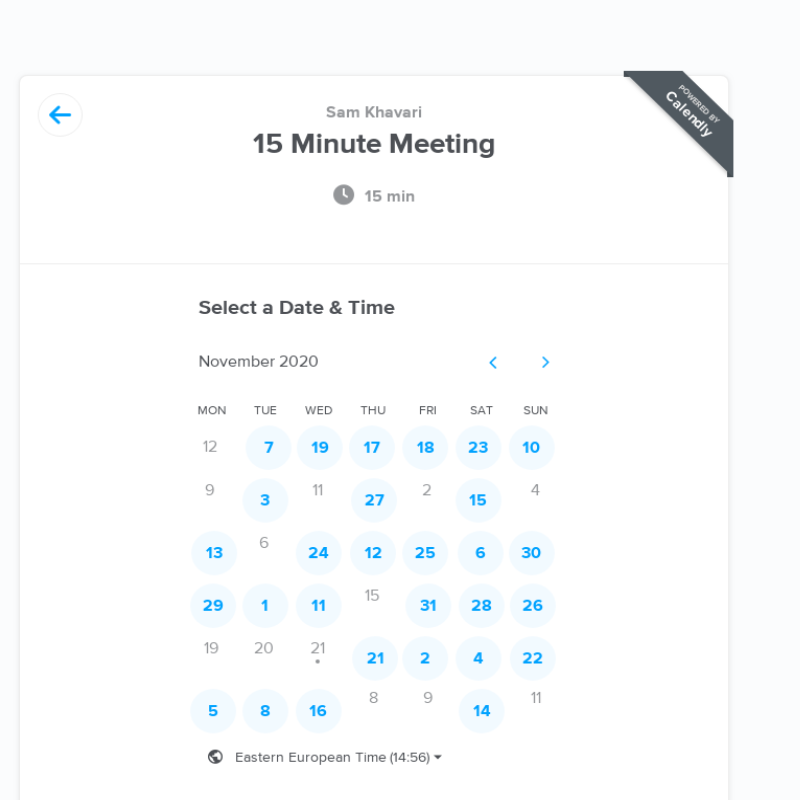 POWERED BY
Calendly
Sam Khavari
15 Minute Meeting
15 min
Select a Date & Time
November 2020
MON TUE WED THU FRI SAT SUN
12 7 19 17 18 23 10
9 3 11 27 2 15 4
13 6 24 12 25 6 30
29 1 11 15 31 28 26
19 20 21 21 2 4 22
5 8 16 8 9 14 11
Eastern European Time (14:56)